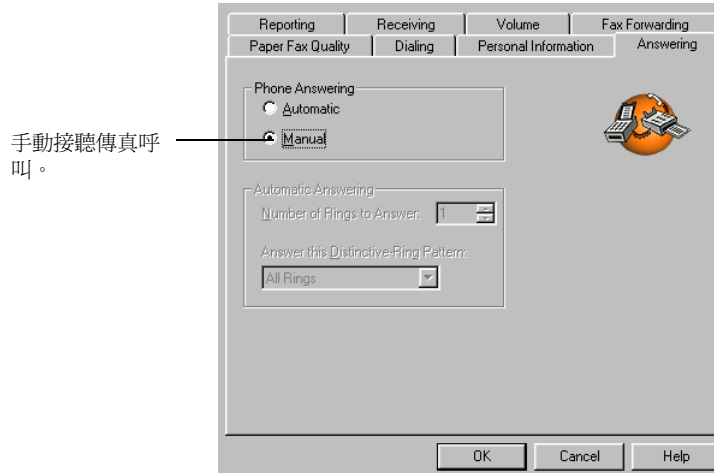 Reporting
Receiving
Volume
Fax Forwarding
Paper Fax Quality
Dialing
Personal Information
Answering
Phone Answering
Automatic
Manual
手動接聽傳真呼
叫。
Automatic Answering
Number of Rings to Answer:
1
Answer this Distinctive-Ring Pattern:
All Rings
OK
Cancel
Help